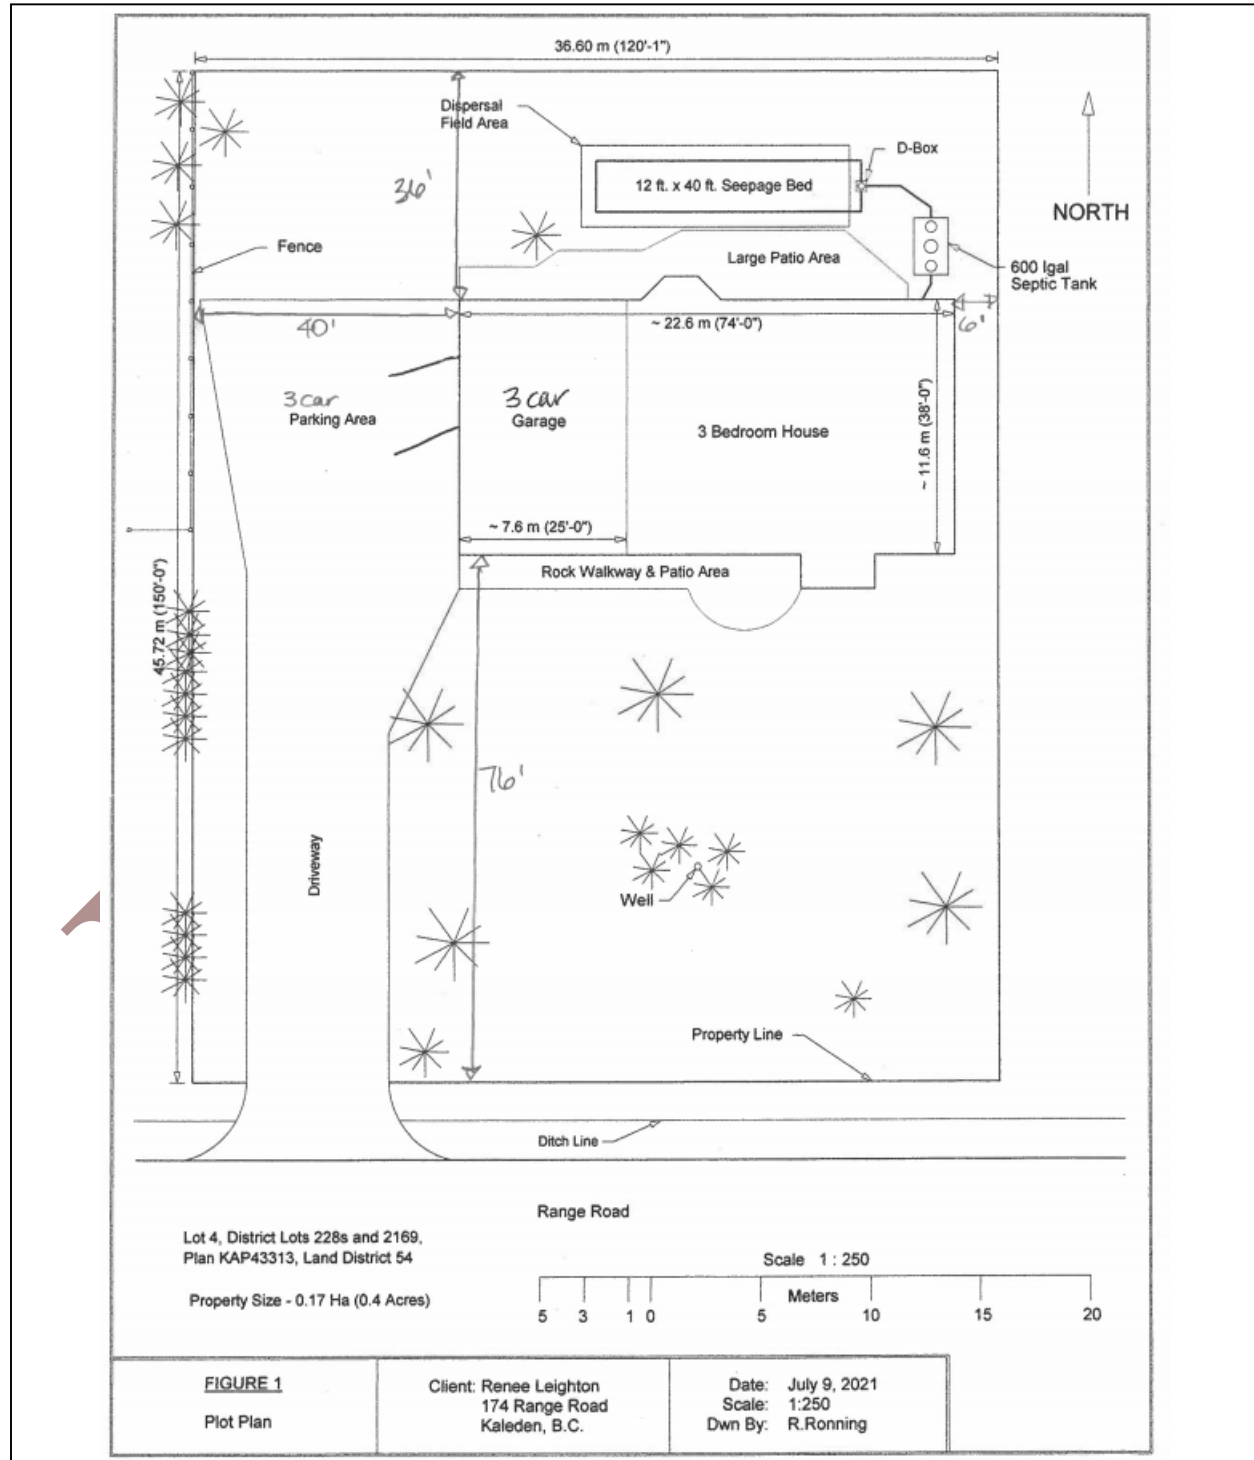 36.60 m (120'-1")
Dispersal
Field Area
D-Box
36'
12 ft. x 40 ft. Seepage Bed
NORTH
Fence
Large Patio Area
600 Igal
Septic Tank
40'
~ 22.6 m (74'-0")
6'
3 car
Parking Area
3 car
Garage
3 Bedroom House
~ 11.6 m (38'-0")
~ 7.6 m (25'-0")
Rock Walkway & Patio Area
45.72 m (150'-0")
76'
Driveway
Well
Property Line
Ditch Line
Range Road
Lot 4, District Lots 228s and 2169,
Plan KAP43313, Land District 54
Scale 1 : 250
Meters
Property Size - 0.17 Ha (0.4 Acres)
5 3 1 0 5 10 15 20
FIGURE 1
Plot Plan
Client: Renee Leighton
174 Range Road
Kaleden, B.C.
Date: July 9, 2021
Scale: 1:250
Dwn By: R.Ronning